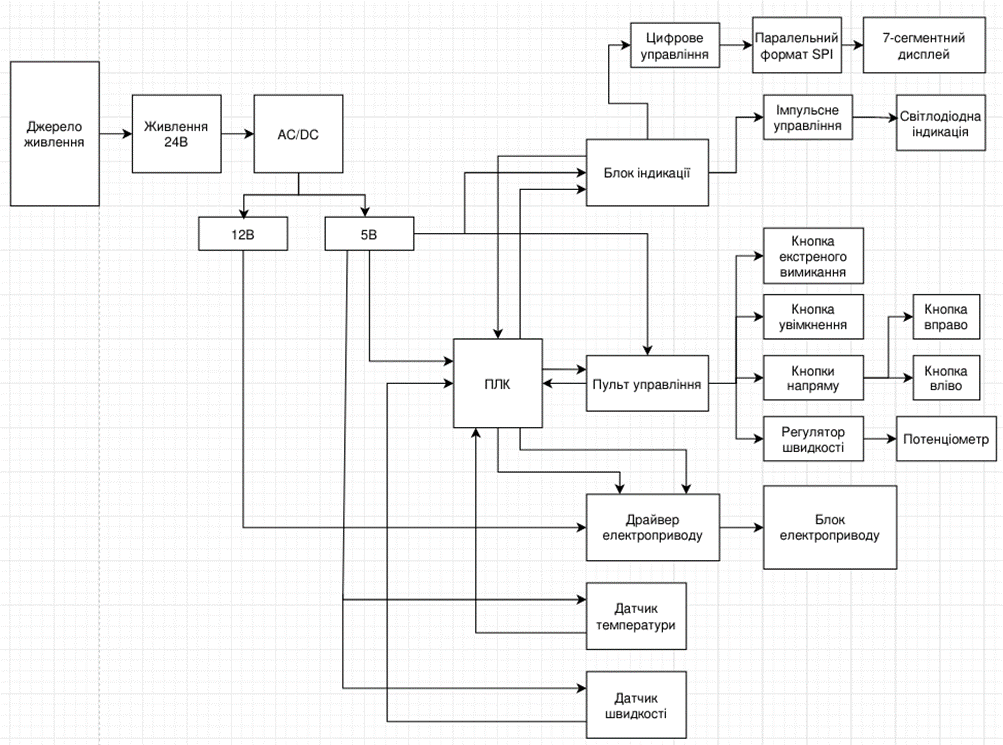 Джерело
живлення
Живлення
24В
AC/DC
12В
5В
Цифрове
управління
Паралельний
формат SPI
7-сегментний
дисплей
Імпульсне
управління
Світлодіодна
індикація
Блок індикації
Кнопка
екстреного
вимикання
Кнопка
увімкнення
Кнопка
вправо
ПЛК
Пульт управління
Кнопки
напряму
Кнопка
вліво
Регулятор
швидкості
Потенціометр
Драйвер
електроприводу
Блок
електроприводу
Датчик
температури
Датчик
швидкості